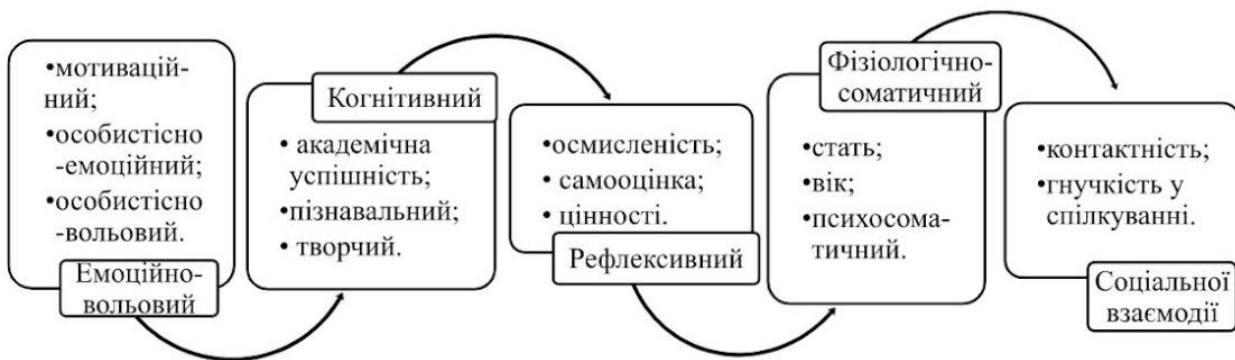 •мотивацій-
ний;
•особистісно
-емоційний;
•особистісно
-вольовий.
Емоційно-
вольовий
Когнітивний
• академічна
успішність;
•пізнавальний;
• творчий.
•осмисленість;
• самооцінка;
• цінності.
Рефлексивний
Фізіологічно-
соматичний
•стать;
•вік;
•психосома-
тичний.
•контактність;
•гнучкість у
спілкуванні.
Соціальної
взаємодії